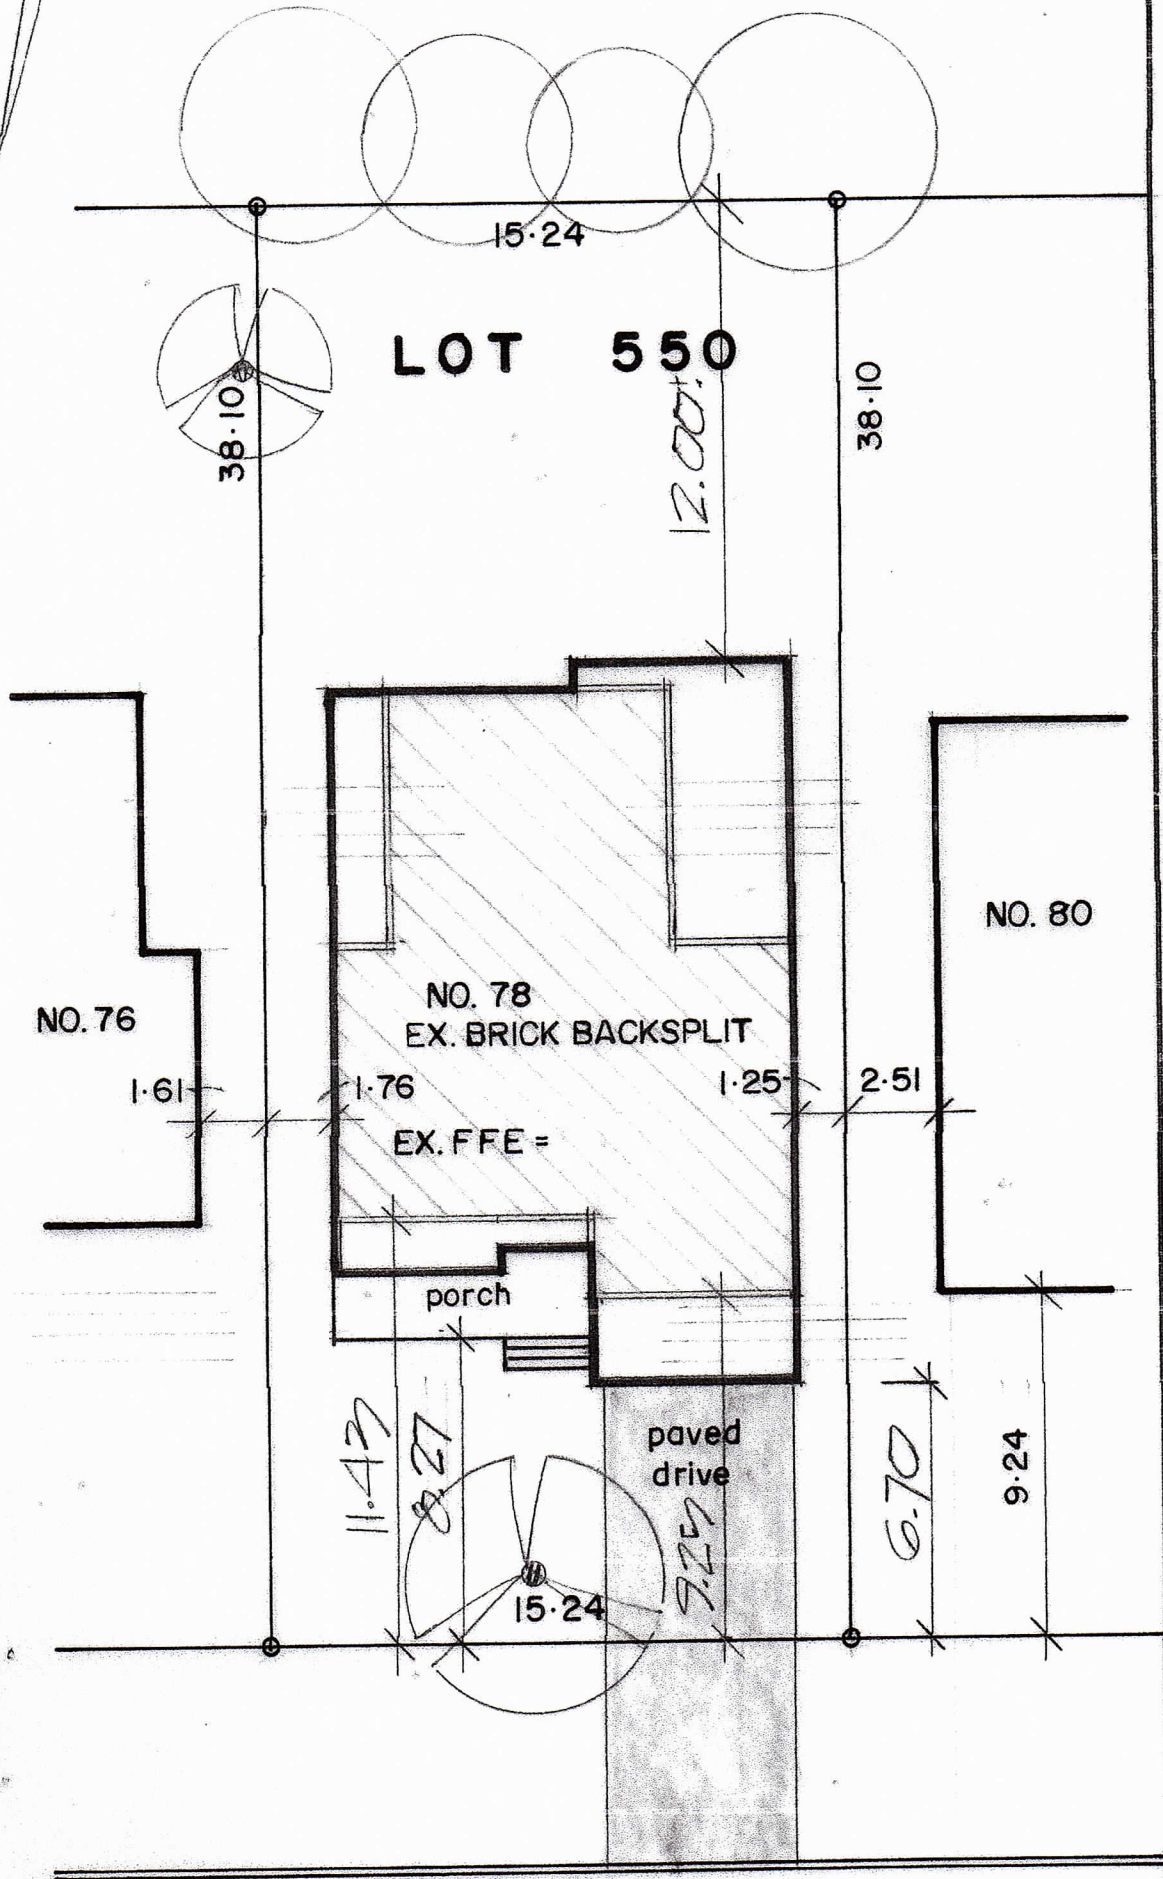 15.24
LOT 550
38.10
38.10
12.00±
NO. 80
NO. 78
EX. BRICK BACKSPLIT
NO. 76
1.61
1.76
1.25
2.51
EX. FFE =
porch
paved
drive
11.43
8.27
9.25
6.70
9.24
15.24